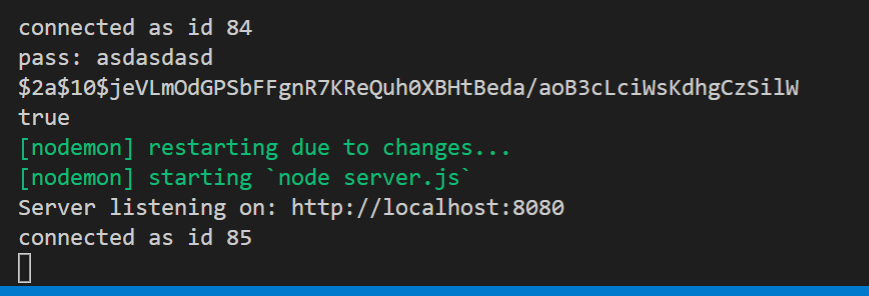 connected as id 84
pass: asdasdasd
$2a$10$jeVLmOdGPSbFFgnR7KReQuh0XBHtBeda/aoB3cLciWsKdhgCzSilW
true
[nodemon] restarting due to changes...
[nodemon] starting `node server.js`
Server listening on: http://localhost:8080
connected as id 85